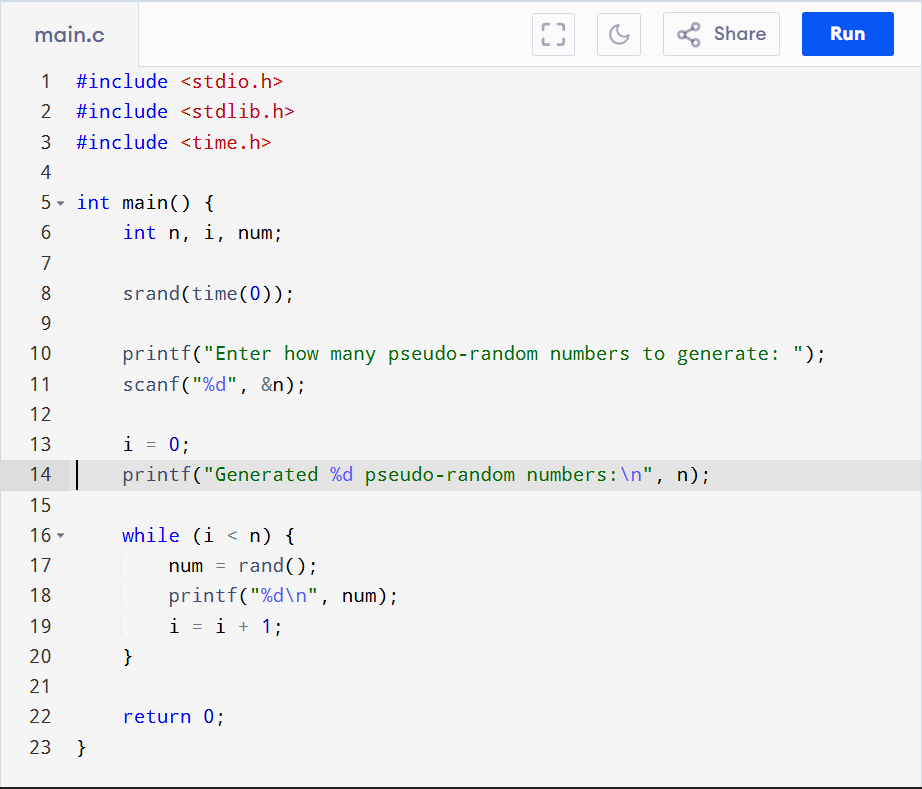 main.c Share Run
1 #include <stdio.h>
2 #include <stdlib.h>
3 #include <time.h>
4
5 int main() {
6     int n, i, num;
7
8     srand(time(0));
9
10     printf("Enter how many pseudo-random numbers to generate: ");
11     scanf("%d", &n);
12
13     i = 0;
14     printf("Generated %d pseudo-random numbers:\n", n);
15
16     while (i < n) {
17         num = rand();
18         printf("%d\n", num);
19         i = i + 1;
20     }
21
22     return 0;
23 }